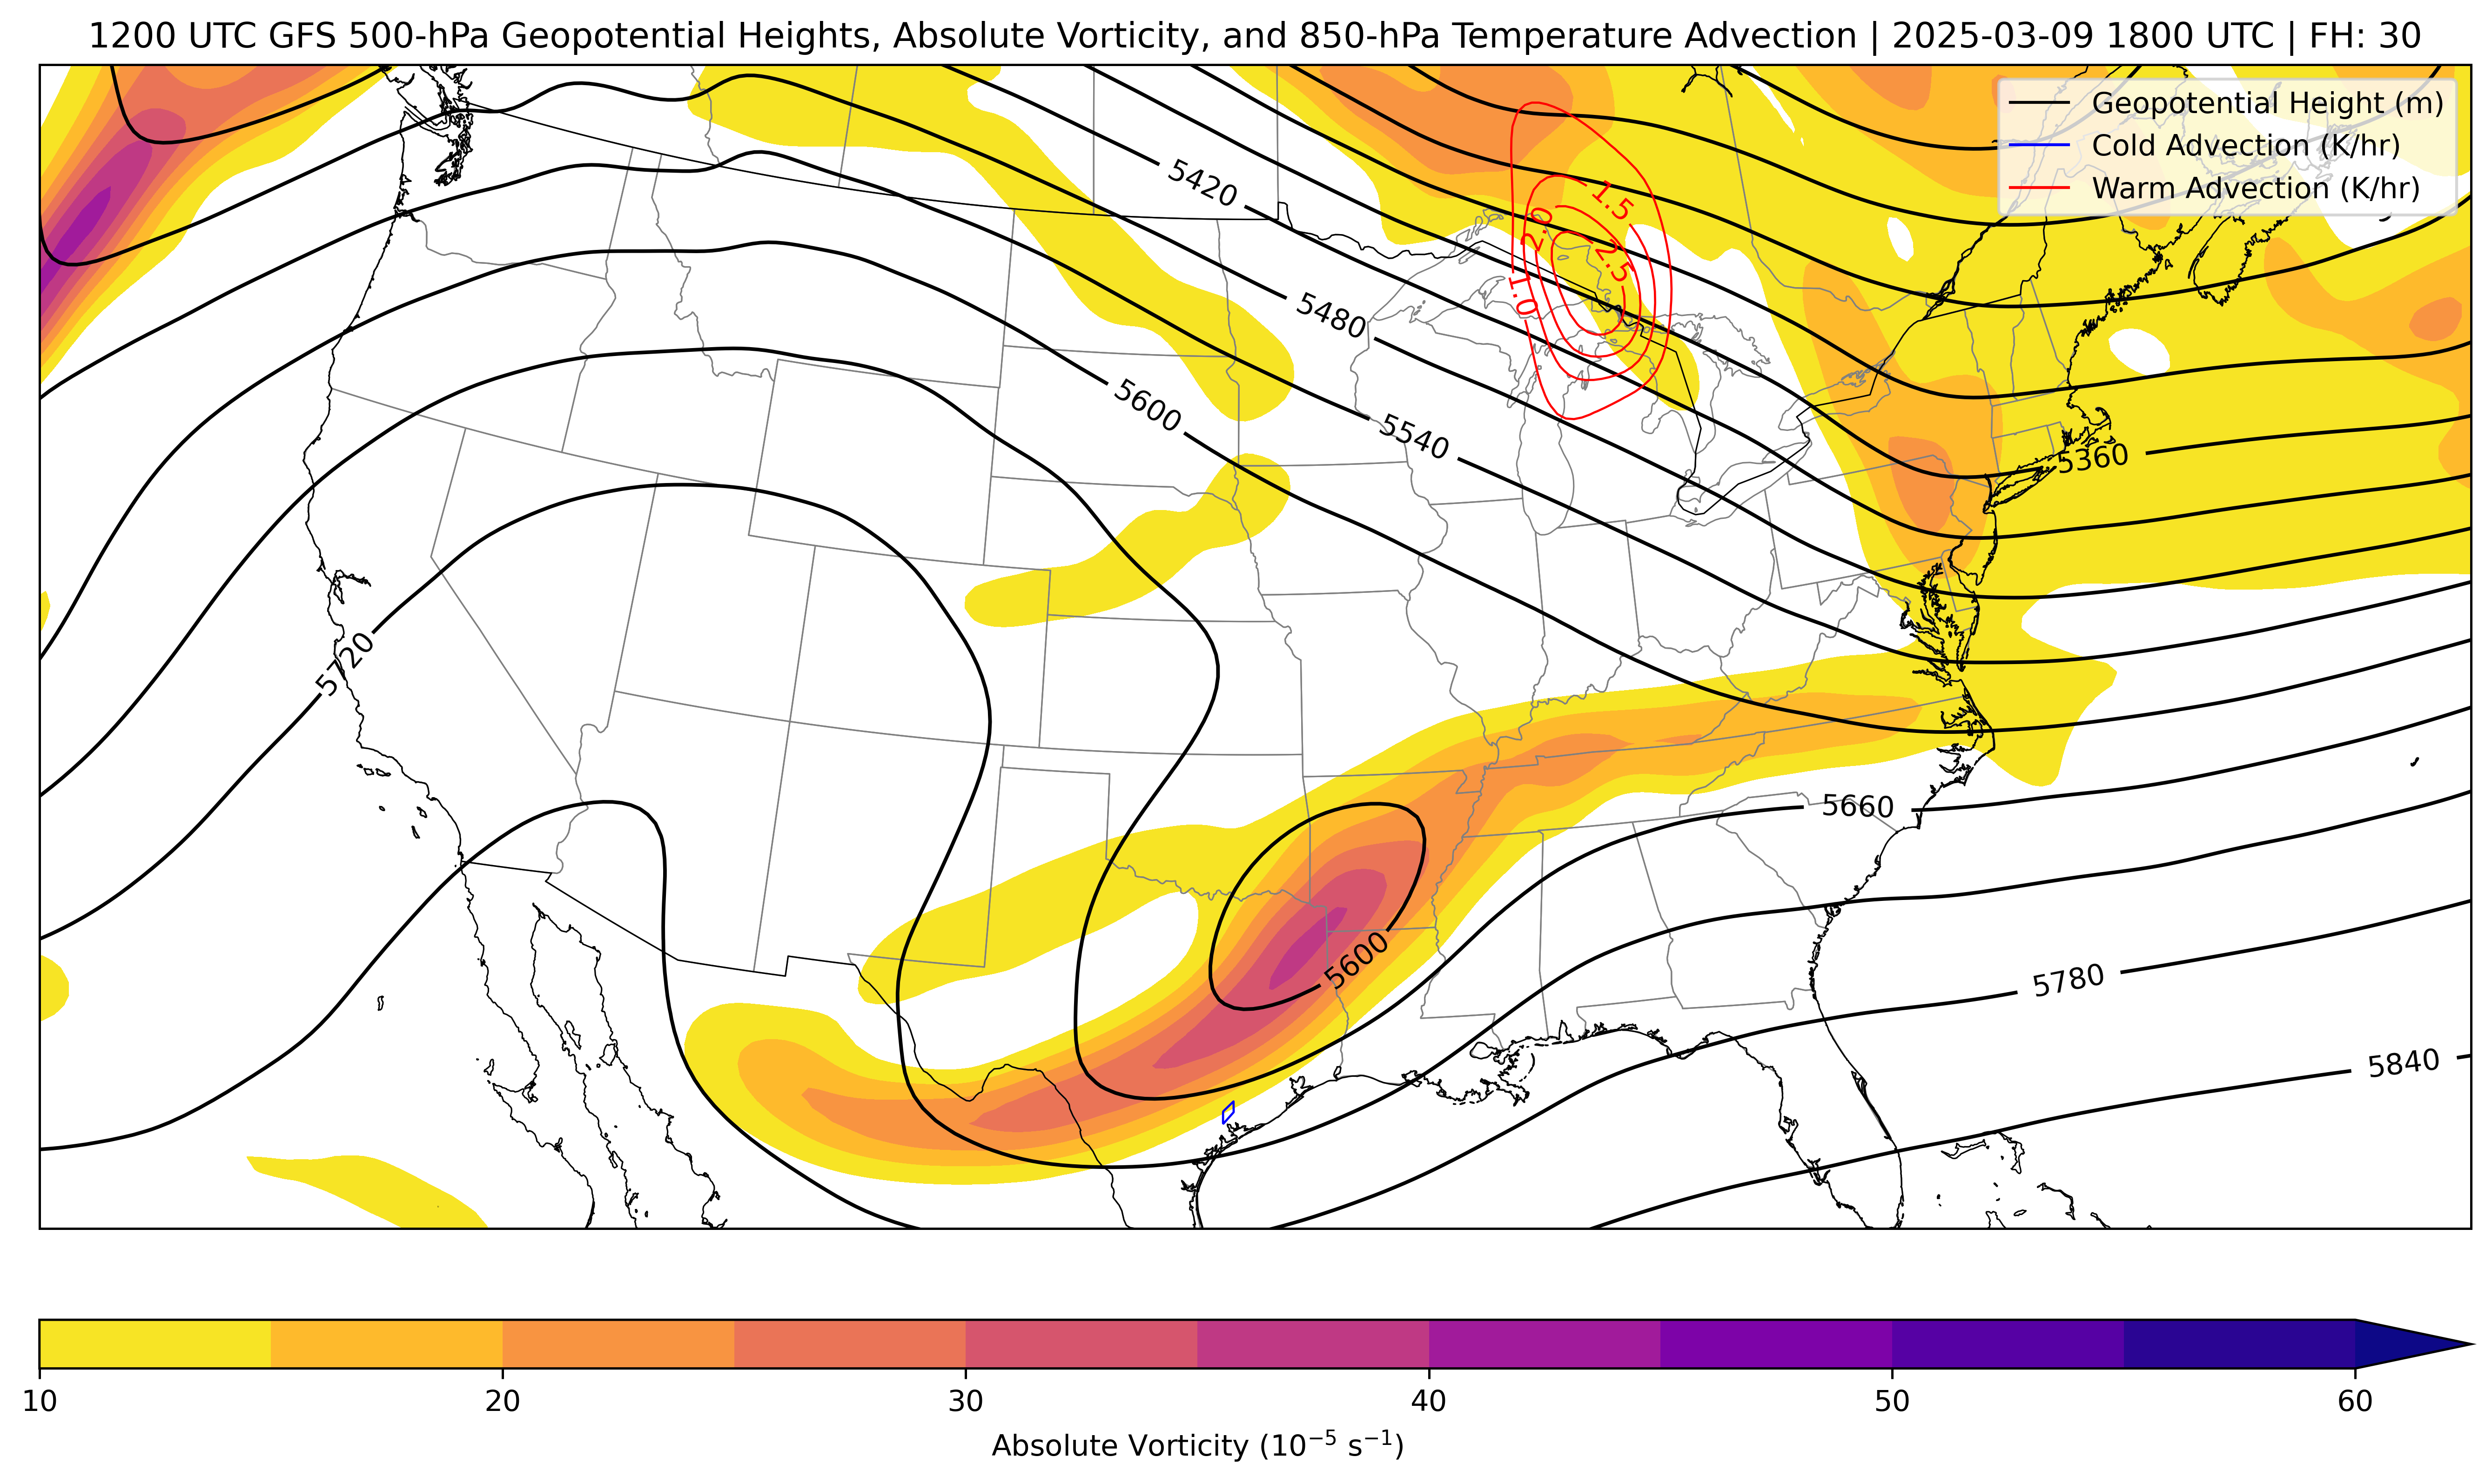 1200 UTC GFS 500-hPa Geopotential Heights, Absolute Vorticity, and 850-hPa Temperature Advection | 2025-03-09 1800 UTC | FH: 30
Geopotential Height (m)
Cold Advection (K/hr)
Warm Advection (K/hr)
5420
1.5
2.0
2.5
1.0
5480
5600
5540
5360
5720
5660
5600
5780
5840
10 20 30 40 50 60
Absolute Vorticity (10⁻⁵ s⁻¹)